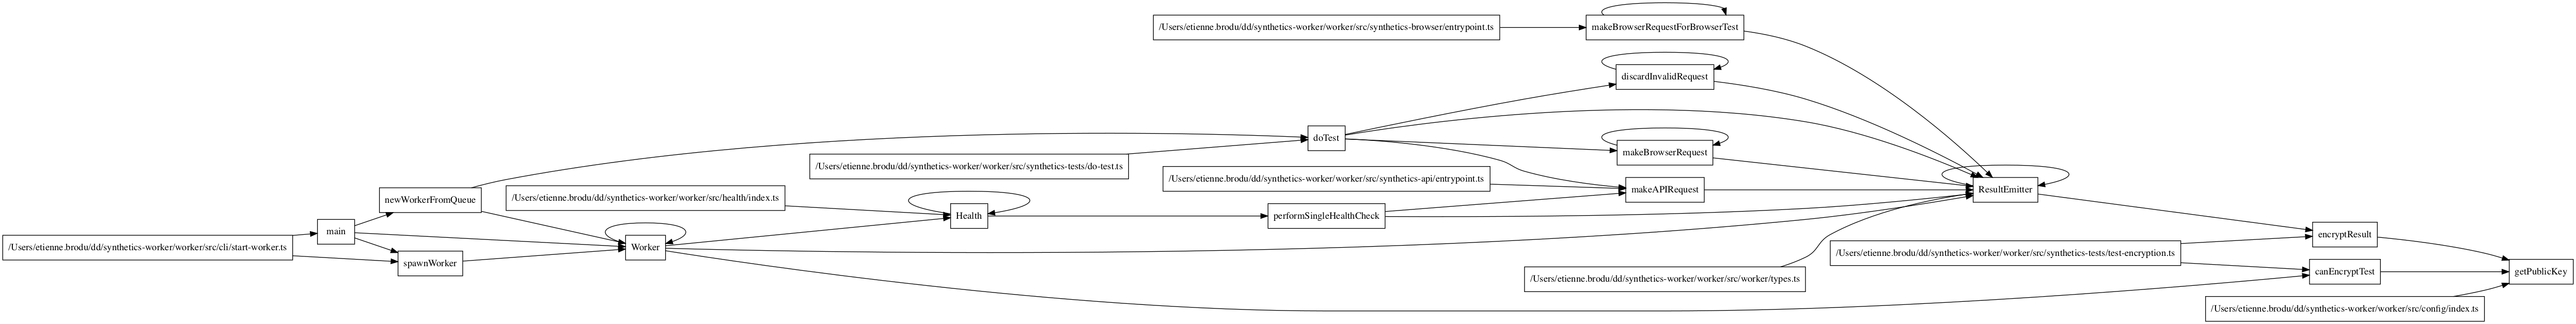 /Users/etienne.brodu/dd/synthetics-worker/worker/src/synthetics-browser/entrypoint.ts
makeBrowserRequestForBrowserTest
discardInvalidRequest
doTest
makeBrowserRequest
/Users/etienne.brodu/dd/synthetics-worker/worker/src/synthetics-tests/do-test.ts
/Users/etienne.brodu/dd/synthetics-worker/worker/src/synthetics-api/entrypoint.ts
makeAPIRequest
ResultEmitter
newWorkerFromQueue
/Users/etienne.brodu/dd/synthetics-worker/worker/src/health/index.ts
Health
performSingleHealthCheck
main
encryptResult
/Users/etienne.brodu/dd/synthetics-worker/worker/src/cli/start-worker.ts
Worker
/Users/etienne.brodu/dd/synthetics-worker/worker/src/synthetics-tests/test-encryption.ts
spawnWorker
/Users/etienne.brodu/dd/synthetics-worker/worker/src/worker/types.ts
canEncryptTest
getPublicKey
/Users/etienne.brodu/dd/synthetics-worker/worker/src/config/index.ts